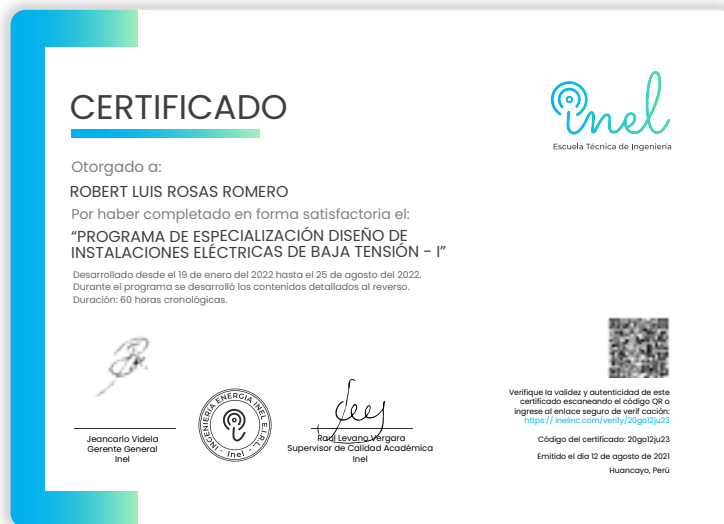 CERTIFICADO
inel
Escuela Técnica de Ingeniería
Otorgado a:
ROBERT LUIS ROSAS ROMERO
Por haber completado en forma satisfactoria el:
“PROGRAMA DE ESPECIALIZACIÓN DISEÑO DE
INSTALACIONES ELÉCTRICAS DE BAJA TENSIÓN - I”
Desarrollado desde el 19 de enero del 2022 hasta el 25 de agosto del 2022.
Durante el programa se desarrolló los contenidos detallados al reverso.
Duración: 60 horas cronológicas.
Jeancarlo Videla
Gerente General
Inel
INGENIERIA ENERGIA INEL E.I.R.L.
- Inel -
Raúl Levano Vergara
Supervisor de Calidad Académica
Inel
Verifique la validez y autenticidad de este
certificado escaneando el código QR o
ingrese al enlace seguro de verif cación:
https:// inelinc.com/verify/20go12ju23
Código del certificado: 20go12ju23
Emitido el día 12 de agosto de 2021
Huancayo, Perú